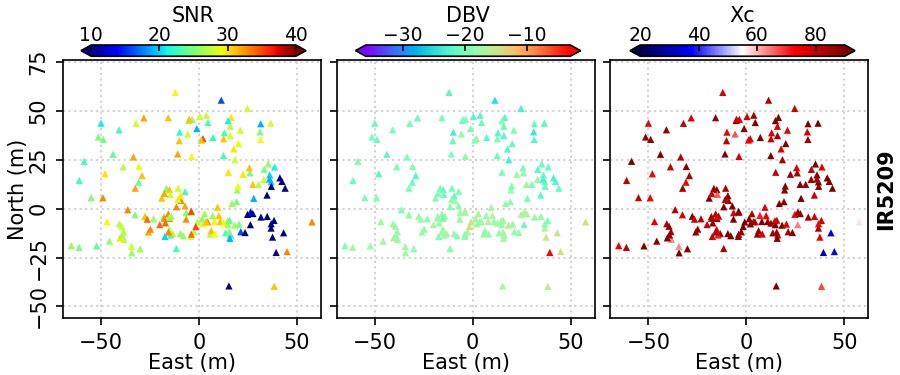 SNR DBV Xc
10 20 30 40 −30 −20 −10 20 40 60 80
75
50
25
0
−25
−50
North (m)
IR5209
−50 0 50 −50 0 50 −50 0 50
East (m) East (m) East (m)